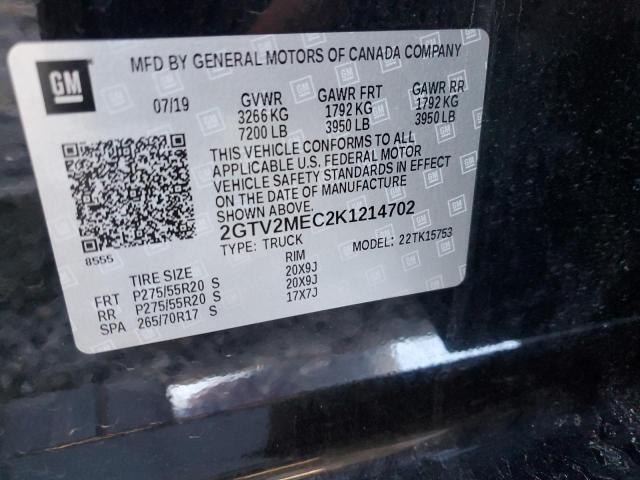 GM
MFD BY GENERAL MOTORS OF CANADA COMPANY
07/19
GVWR GAWR FRT GAWR RR
3266 KG 1792 KG 1792 KG
7200 LB 3950 LB 3950 LB
THIS VEHICLE CONFORMS TO ALL
APPLICABLE U.S. FEDERAL MOTOR
VEHICLE SAFETY STANDARDS IN EFFECT
ON THE DATE OF MANUFACTURE
SHOWN ABOVE.
2GTV2MEC2K1214702
TYPE: TRUCK MODEL: 22TK15753
8555
TIRE SIZE RIM
FRT P275/55R20 S 20X9J
RR P275/55R20 S 20X9J
SPA 265/70R17 S 17X7J